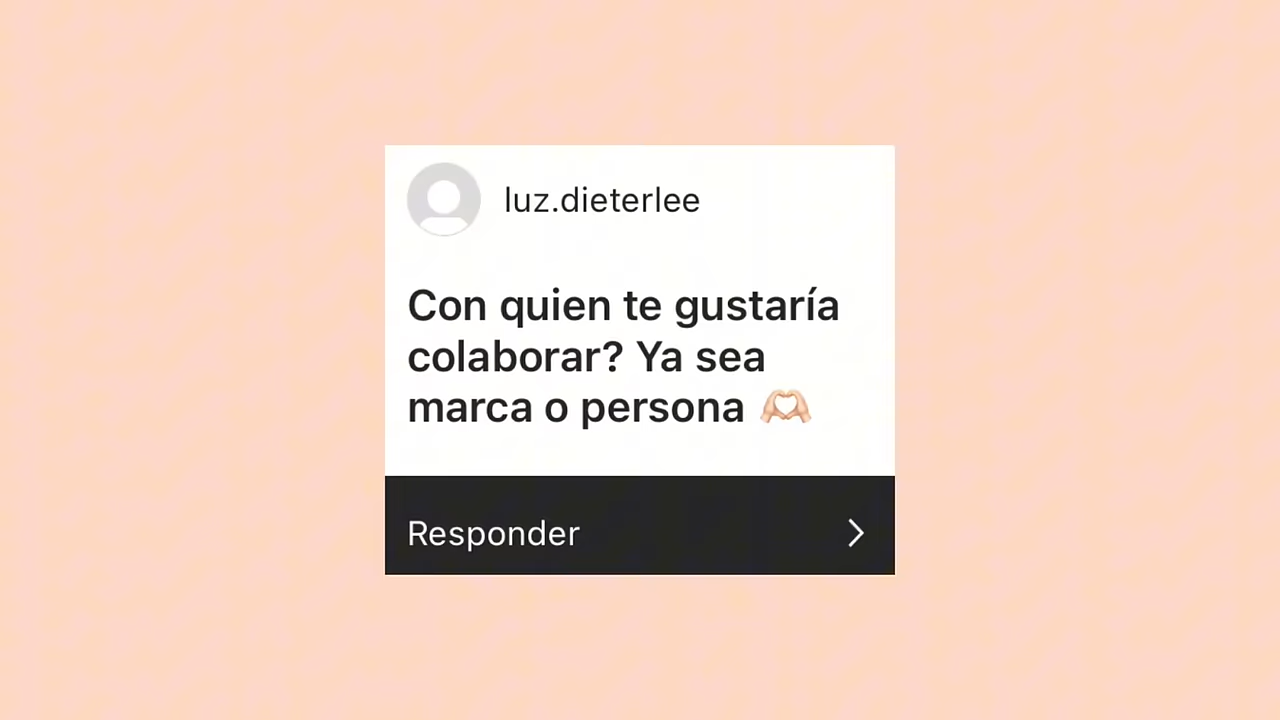 luz.dieterlee
Con quien te gustaría
colaborar? Ya sea
marca o persona 🫶🏻
Responder